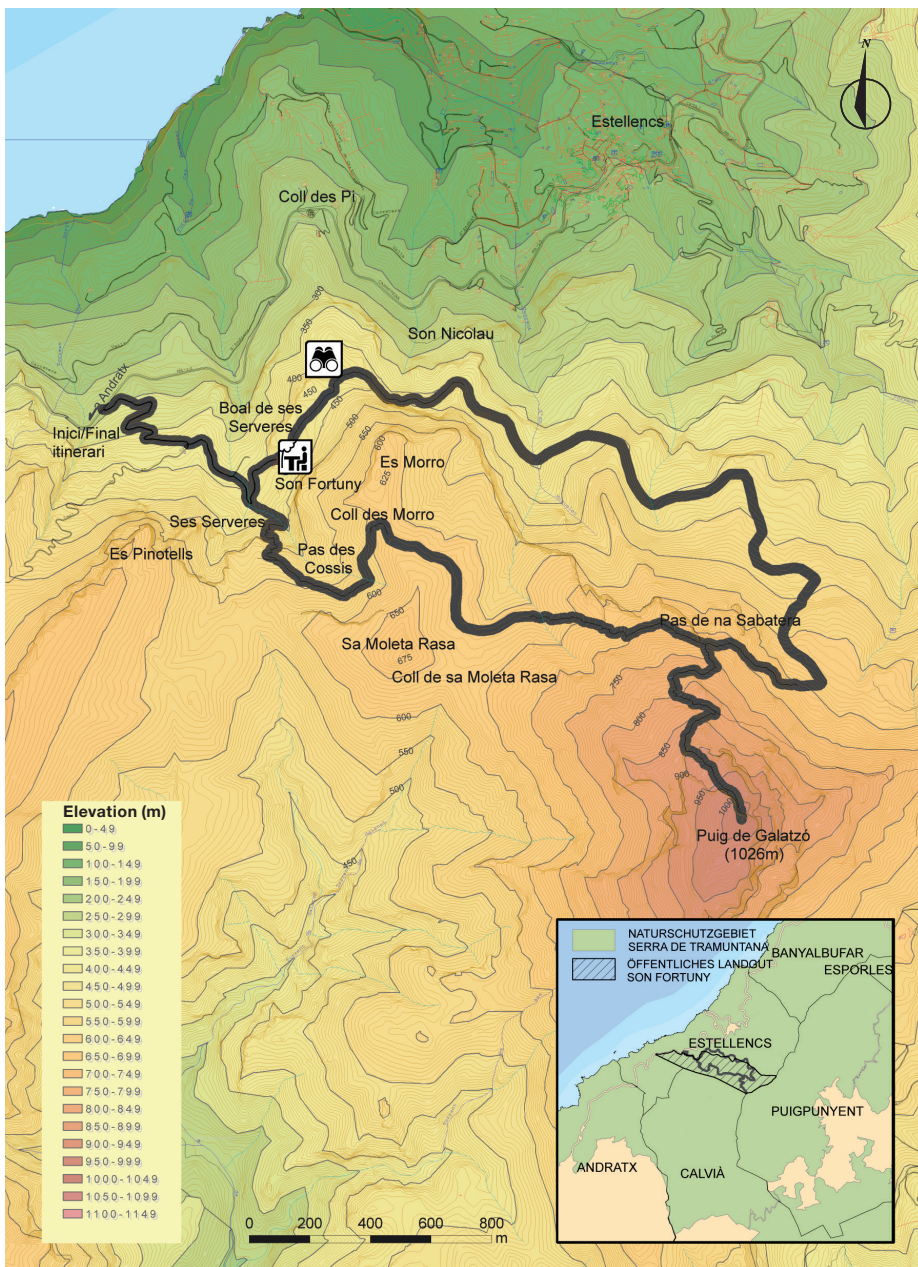 N
Estellencs
Coll des Pi
300
350
Son Nicolau
400
450
450
Andratx
Boal de ses
Serveres
500
550
600
Inici/Final
itinerari
Es Morro
625
Son Fortuny
Coll des Morro
Ses Serveres
Es Pinotells
Pas des
Cossis
600
650
Pas de na Sabatera
Sa Moleta Rasa
675
Coll de sa Moleta Rasa
750
600
800
550
850
500
900
950
1000
Puig de Galatzó
(1026m)
450
Elevation (m)
0-49
50-99
100-149
150-199
200-249
250-299
300-349
350-399
400-449
450-499
500-549
550-599
600-649
650-699
700-749
750-799
800-849
850-899
900-949
950-999
1000-1049
1050-1099
1100-1149
0 200 400 600 800
m
NATURSCHUTZGEBIET
SERRA DE TRAMUNTANA
ÖFFENTLICHES LANDGUT
SON FORTUNY
BANYALBUFAR
ESPORLES
ESTELLENCS
PUIGPUNYENT
ANDRATX
CALVIÀ